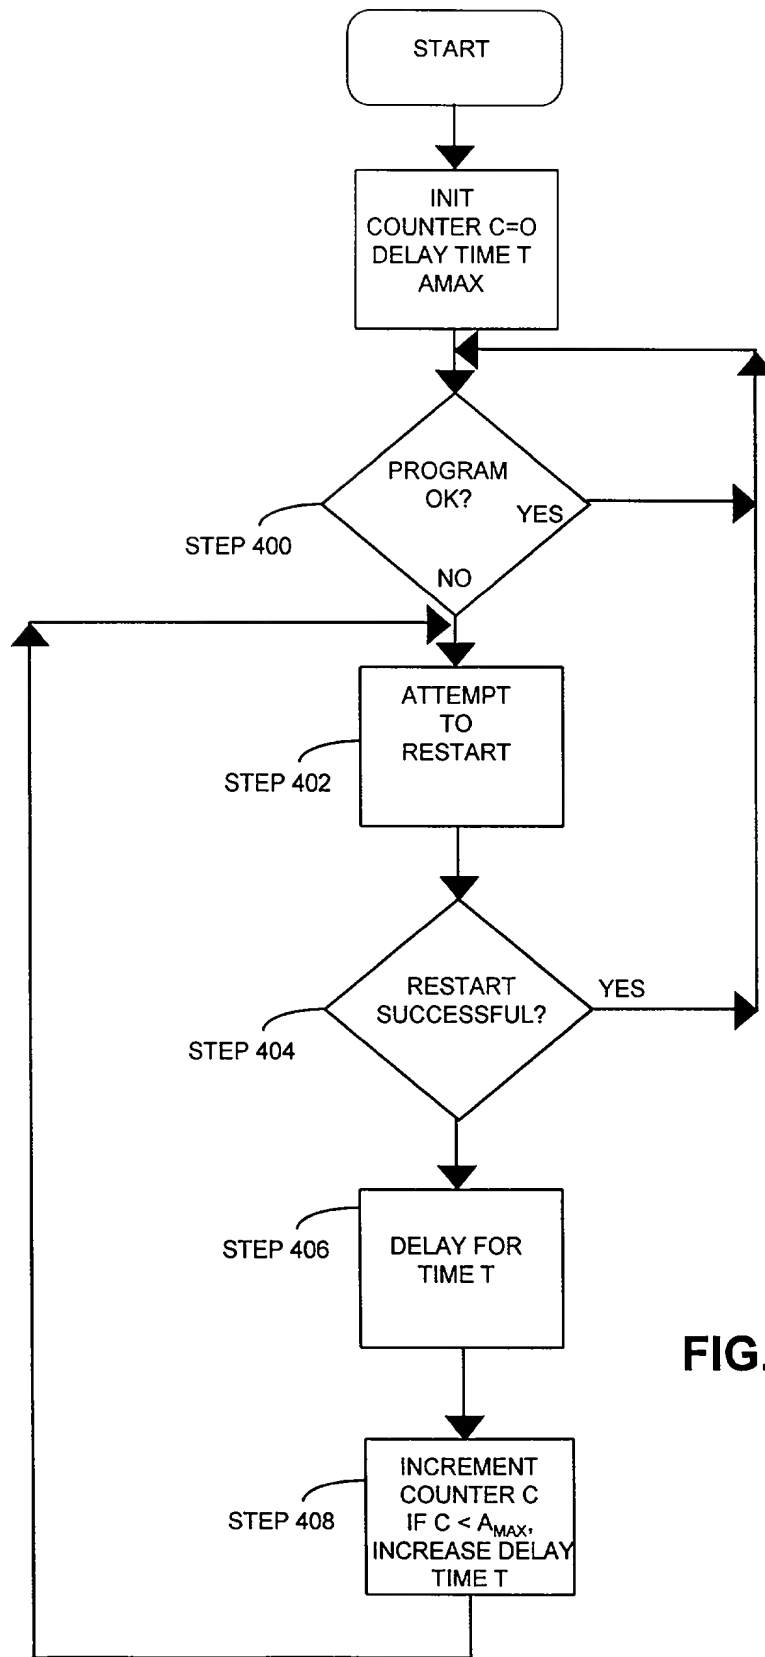 START
INIT
COUNTER C=O
DELAY TIME T
AMAX
PROGRAM
OK?
YES
STEP 400
NO
ATTEMPT
TO
RESTART
STEP 402
RESTART
SUCCESSFUL?
YES
STEP 404
STEP 406
DELAY FOR
TIME T
FIG.
INCREMENT
COUNTER C
IF C < AMAX,
INCREASE DELAY
TIME T
STEP 408